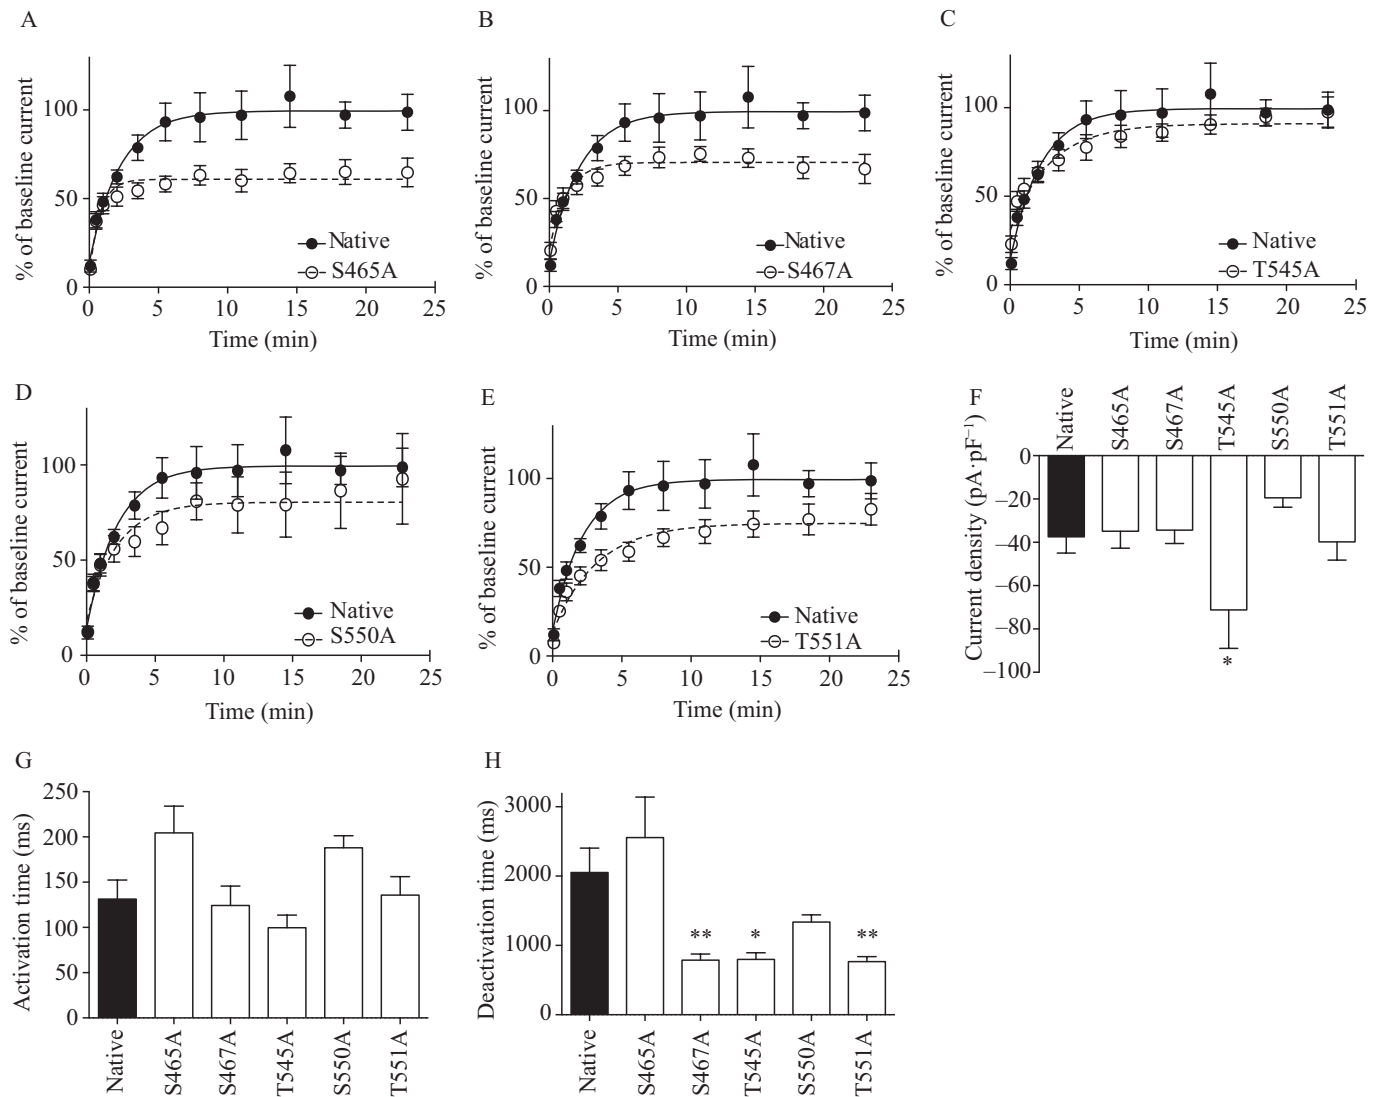 A
% of baseline current
100
50
0
0 5 10 15 20 25
Time (min)
Native
S465A
B
% of baseline current
100
50
0
0 5 10 15 20 25
Time (min)
Native
S467A
C
% of baseline current
100
50
0
0 5 10 15 20 25
Time (min)
Native
T545A
D
% of baseline current
100
50
0
0 5 10 15 20 25
Time (min)
Native
S550A
E
% of baseline current
100
50
0
0 5 10 15 20 25
Time (min)
Native
T551A
F
Native S465A S467A T545A S550A T551A
Current density (pA·pF⁻¹)
0
–20
–40
–60
–80
–100
*
G
Activation time (ms)
250
200
150
100
50
0
Native S465A S467A T545A S550A T551A
H
Deactivation time (ms)
3000
2000
1000
0
** * **
Native S465A S467A T545A S550A T551A